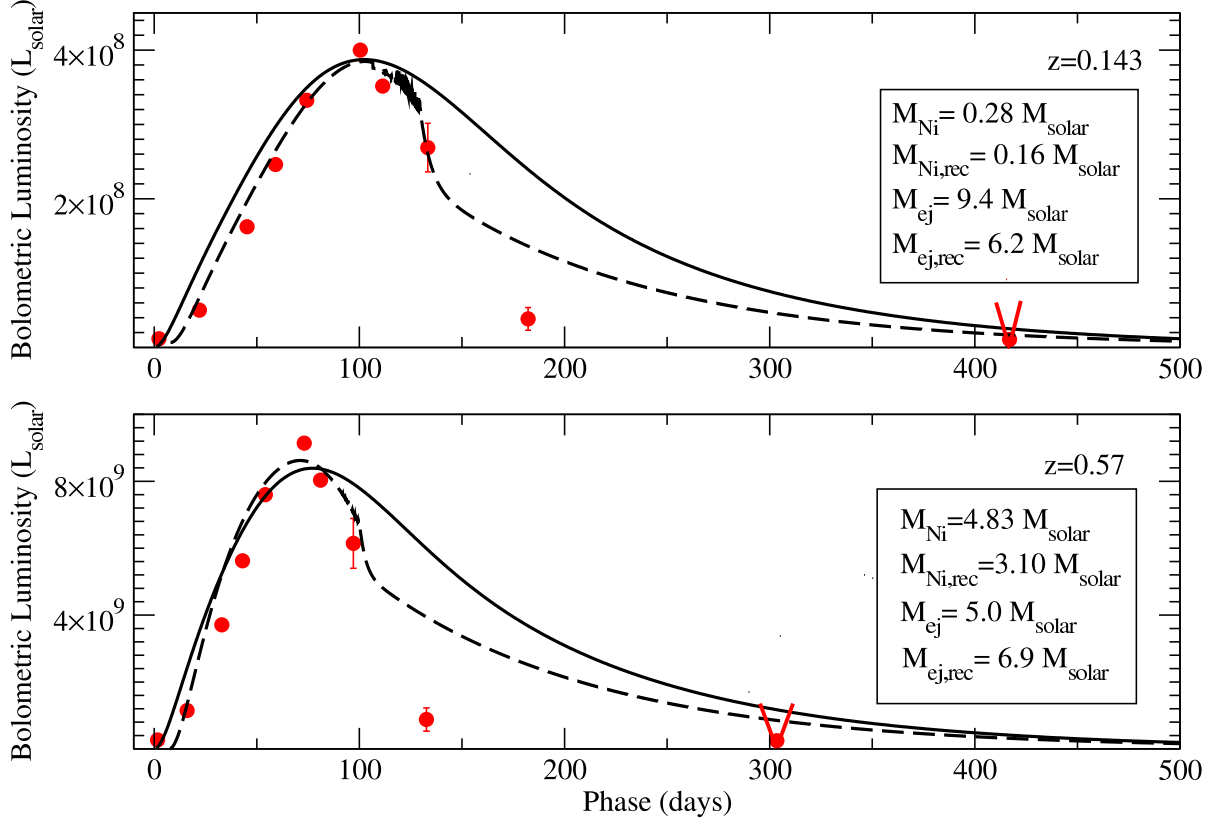 Bolometric Luminosity (L_solar)
4×10^8
2×10^8
z=0.143
M_Ni= 0.28 M_solar
M_Ni,rec= 0.16 M_solar
M_ej= 9.4 M_solar
M_ej,rec= 6.2 M_solar
0 100 200 300 400 500
Bolometric Luminosity (L_solar)
8×10^9
4×10^9
z=0.57
M_Ni=4.83 M_solar
M_Ni,rec=3.10 M_solar
M_ej= 5.0 M_solar
M_ej,rec= 6.9 M_solar
0 100 200 300 400 500
Phase (days)